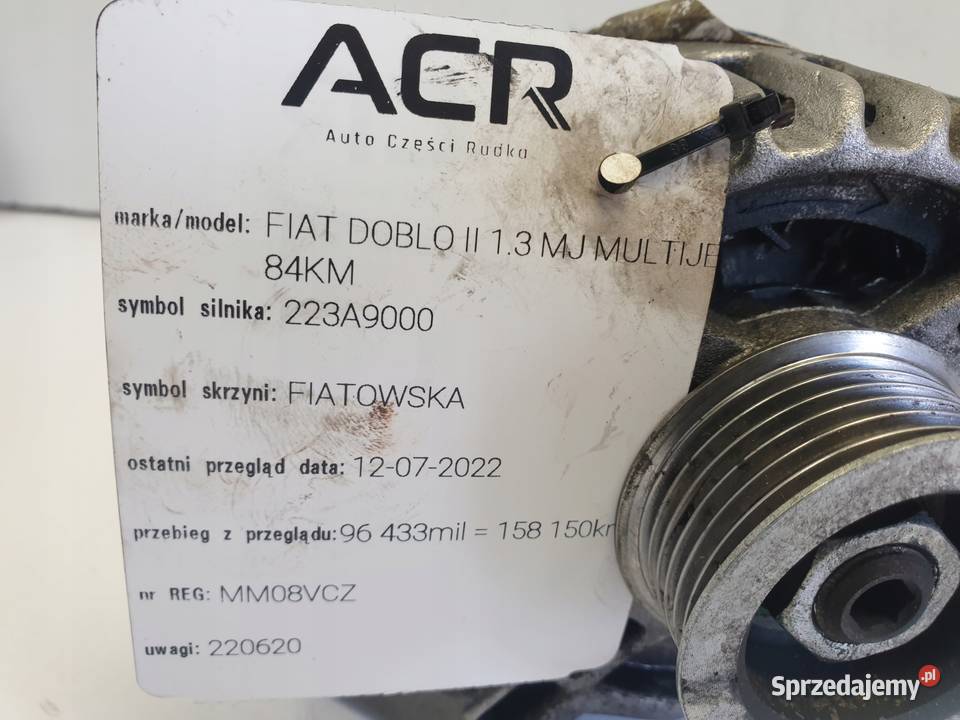 ACR
Auto Części Rudka
marka/model: FIAT DOBLO II 1.3 MJ MULTIJE
84KM
symbol silnika: 223A9000
symbol skrzyni: FIATOWSKA
ostatni przegląd data: 12-07-2022
przebieg z przeglądu: 96 433mil = 158 150km
nr REG: MM08VCZ
uwagi: 220620
Sprzedajemy.pl